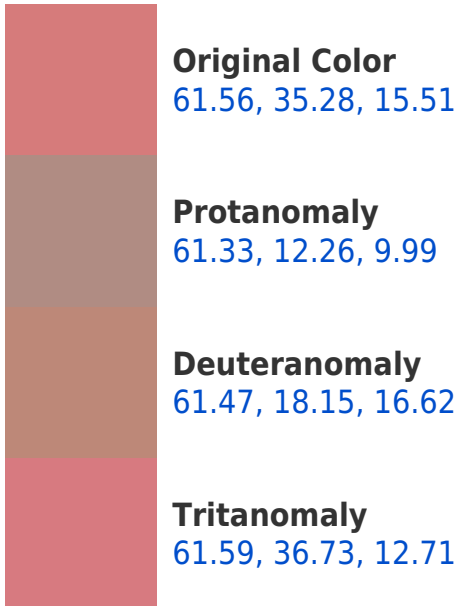 Original Color
61.56, 35.28, 15.51
Protanomaly
61.33, 12.26, 9.99
Deuteranomaly
61.47, 18.15, 16.62
Tritanomaly
61.59, 36.73, 12.71